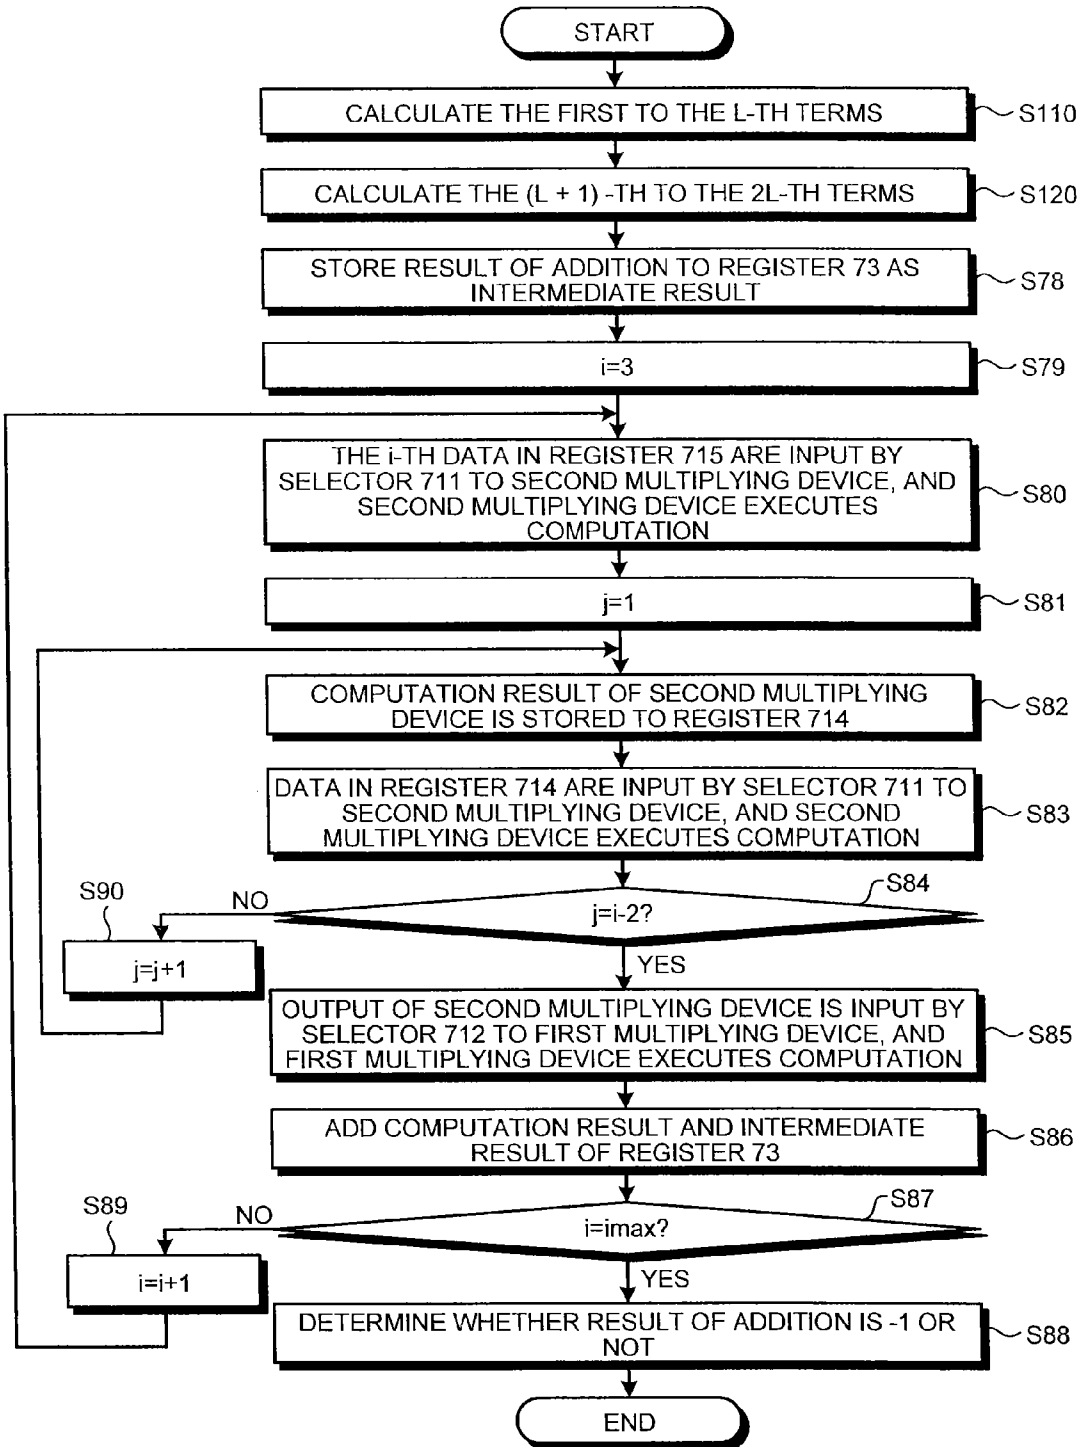 START
CALCULATE THE FIRST TO THE L-TH TERMS
S110
CALCULATE THE (L + 1) -TH TO THE 2L-TH TERMS
S120
STORE RESULT OF ADDITION TO REGISTER 73 AS
INTERMEDIATE RESULT
S78
i=3
S79
THE i-TH DATA IN REGISTER 715 ARE INPUT BY
SELECTOR 711 TO SECOND MULTIPLYING DEVICE, AND
SECOND MULTIPLYING DEVICE EXECUTES
COMPUTATION
S80
j=1
S81
COMPUTATION RESULT OF SECOND MULTIPLYING
DEVICE IS STORED TO REGISTER 714
S82
DATA IN REGISTER 714 ARE INPUT BY SELECTOR 711 TO
SECOND MULTIPLYING DEVICE, AND SECOND
MULTIPLYING DEVICE EXECUTES COMPUTATION
S83
j=i-2?
S84
NO
S90
j=j+1
YES
OUTPUT OF SECOND MULTIPLYING DEVICE IS INPUT BY
SELECTOR 712 TO FIRST MULTIPLYING DEVICE, AND
FIRST MULTIPLYING DEVICE EXECUTES COMPUTATION
S85
ADD COMPUTATION RESULT AND INTERMEDIATE
RESULT OF REGISTER 73
S86
i=imax?
S87
NO
S89
i=i+1
YES
DETERMINE WHETHER RESULT OF ADDITION IS -1 OR
NOT
S88
END